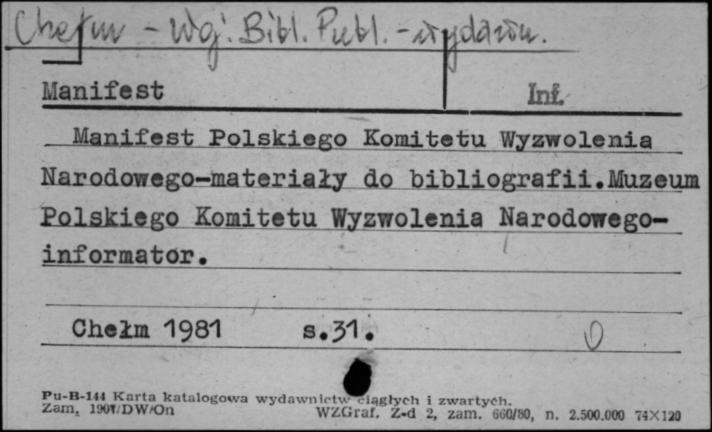 Chełm - Woj. Bibl. Publ. - wydawn.
Manifest Inf.
Manifest Polskiego Komitetu Wyzwolenia
Narodowego-materiały do bibliografii.Muzeum
Polskiego Komitetu Wyzwolenia Narodowego-
informator.
Chełm 1981 s.31.
Pu-B-144 Karta katalogowa wydawnictw ciągłych i zwartych.
Zam. 1901/DW/On WZGraf. Z-d 2, zam. 660/80, n. 2.500.000 74×120